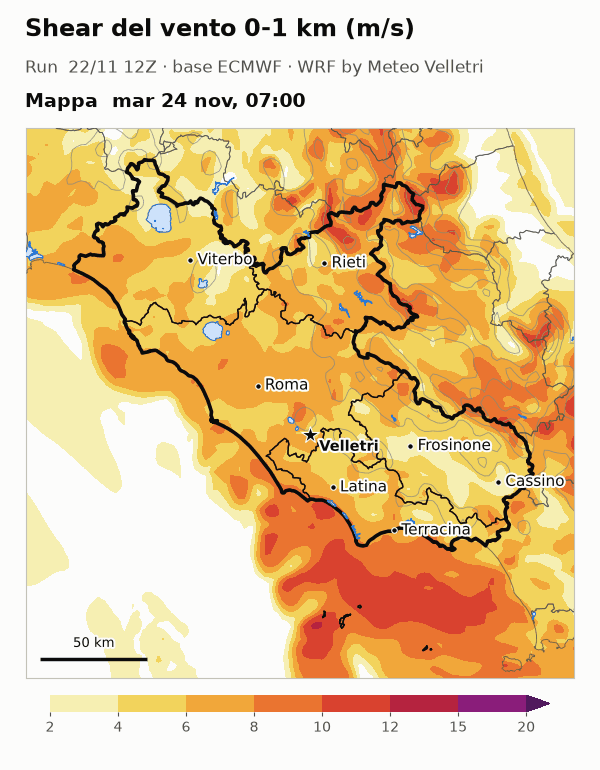 Shear del vento 0-1 km (m/s)
Run  22/11 12Z · base ECMWF · WRF by Meteo Velletri
Mappa  mar 24 nov, 07:00
Viterbo
Rieti
Roma
Velletri
Frosinone
Cassino
Latina
Terracina
50 km
2 4 6 8 10 12 15 20